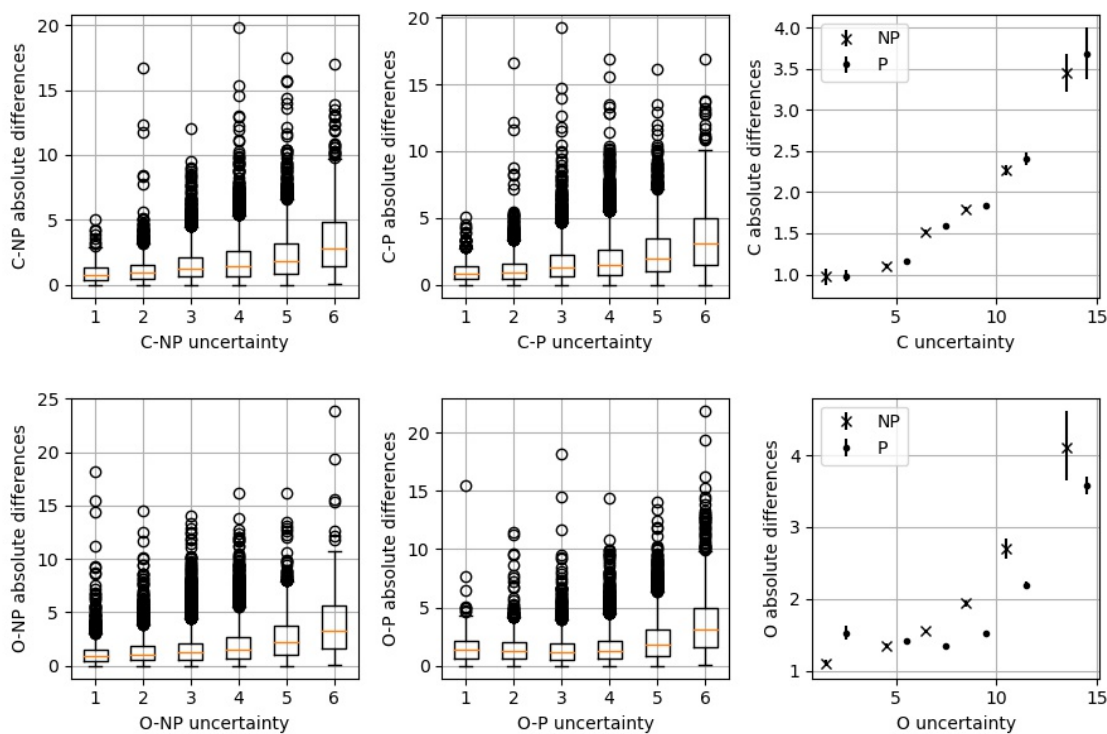 C-NP absolute differences
20
15
10
5
0
1 2 3 4 5 6
C-NP uncertainty
C-P absolute differences
20
15
10
5
0
1 2 3 4 5 6
C-P uncertainty
C absolute differences
4.0
3.5
3.0
2.5
2.0
1.5
1.0
NP
P
5 10 15
C uncertainty
O-NP absolute differences
25
20
15
10
5
0
1 2 3 4 5 6
O-NP uncertainty
O-P absolute differences
20
15
10
5
0
1 2 3 4 5 6
O-P uncertainty
O absolute differences
4
3
2
1
NP
P
5 10 15
O uncertainty